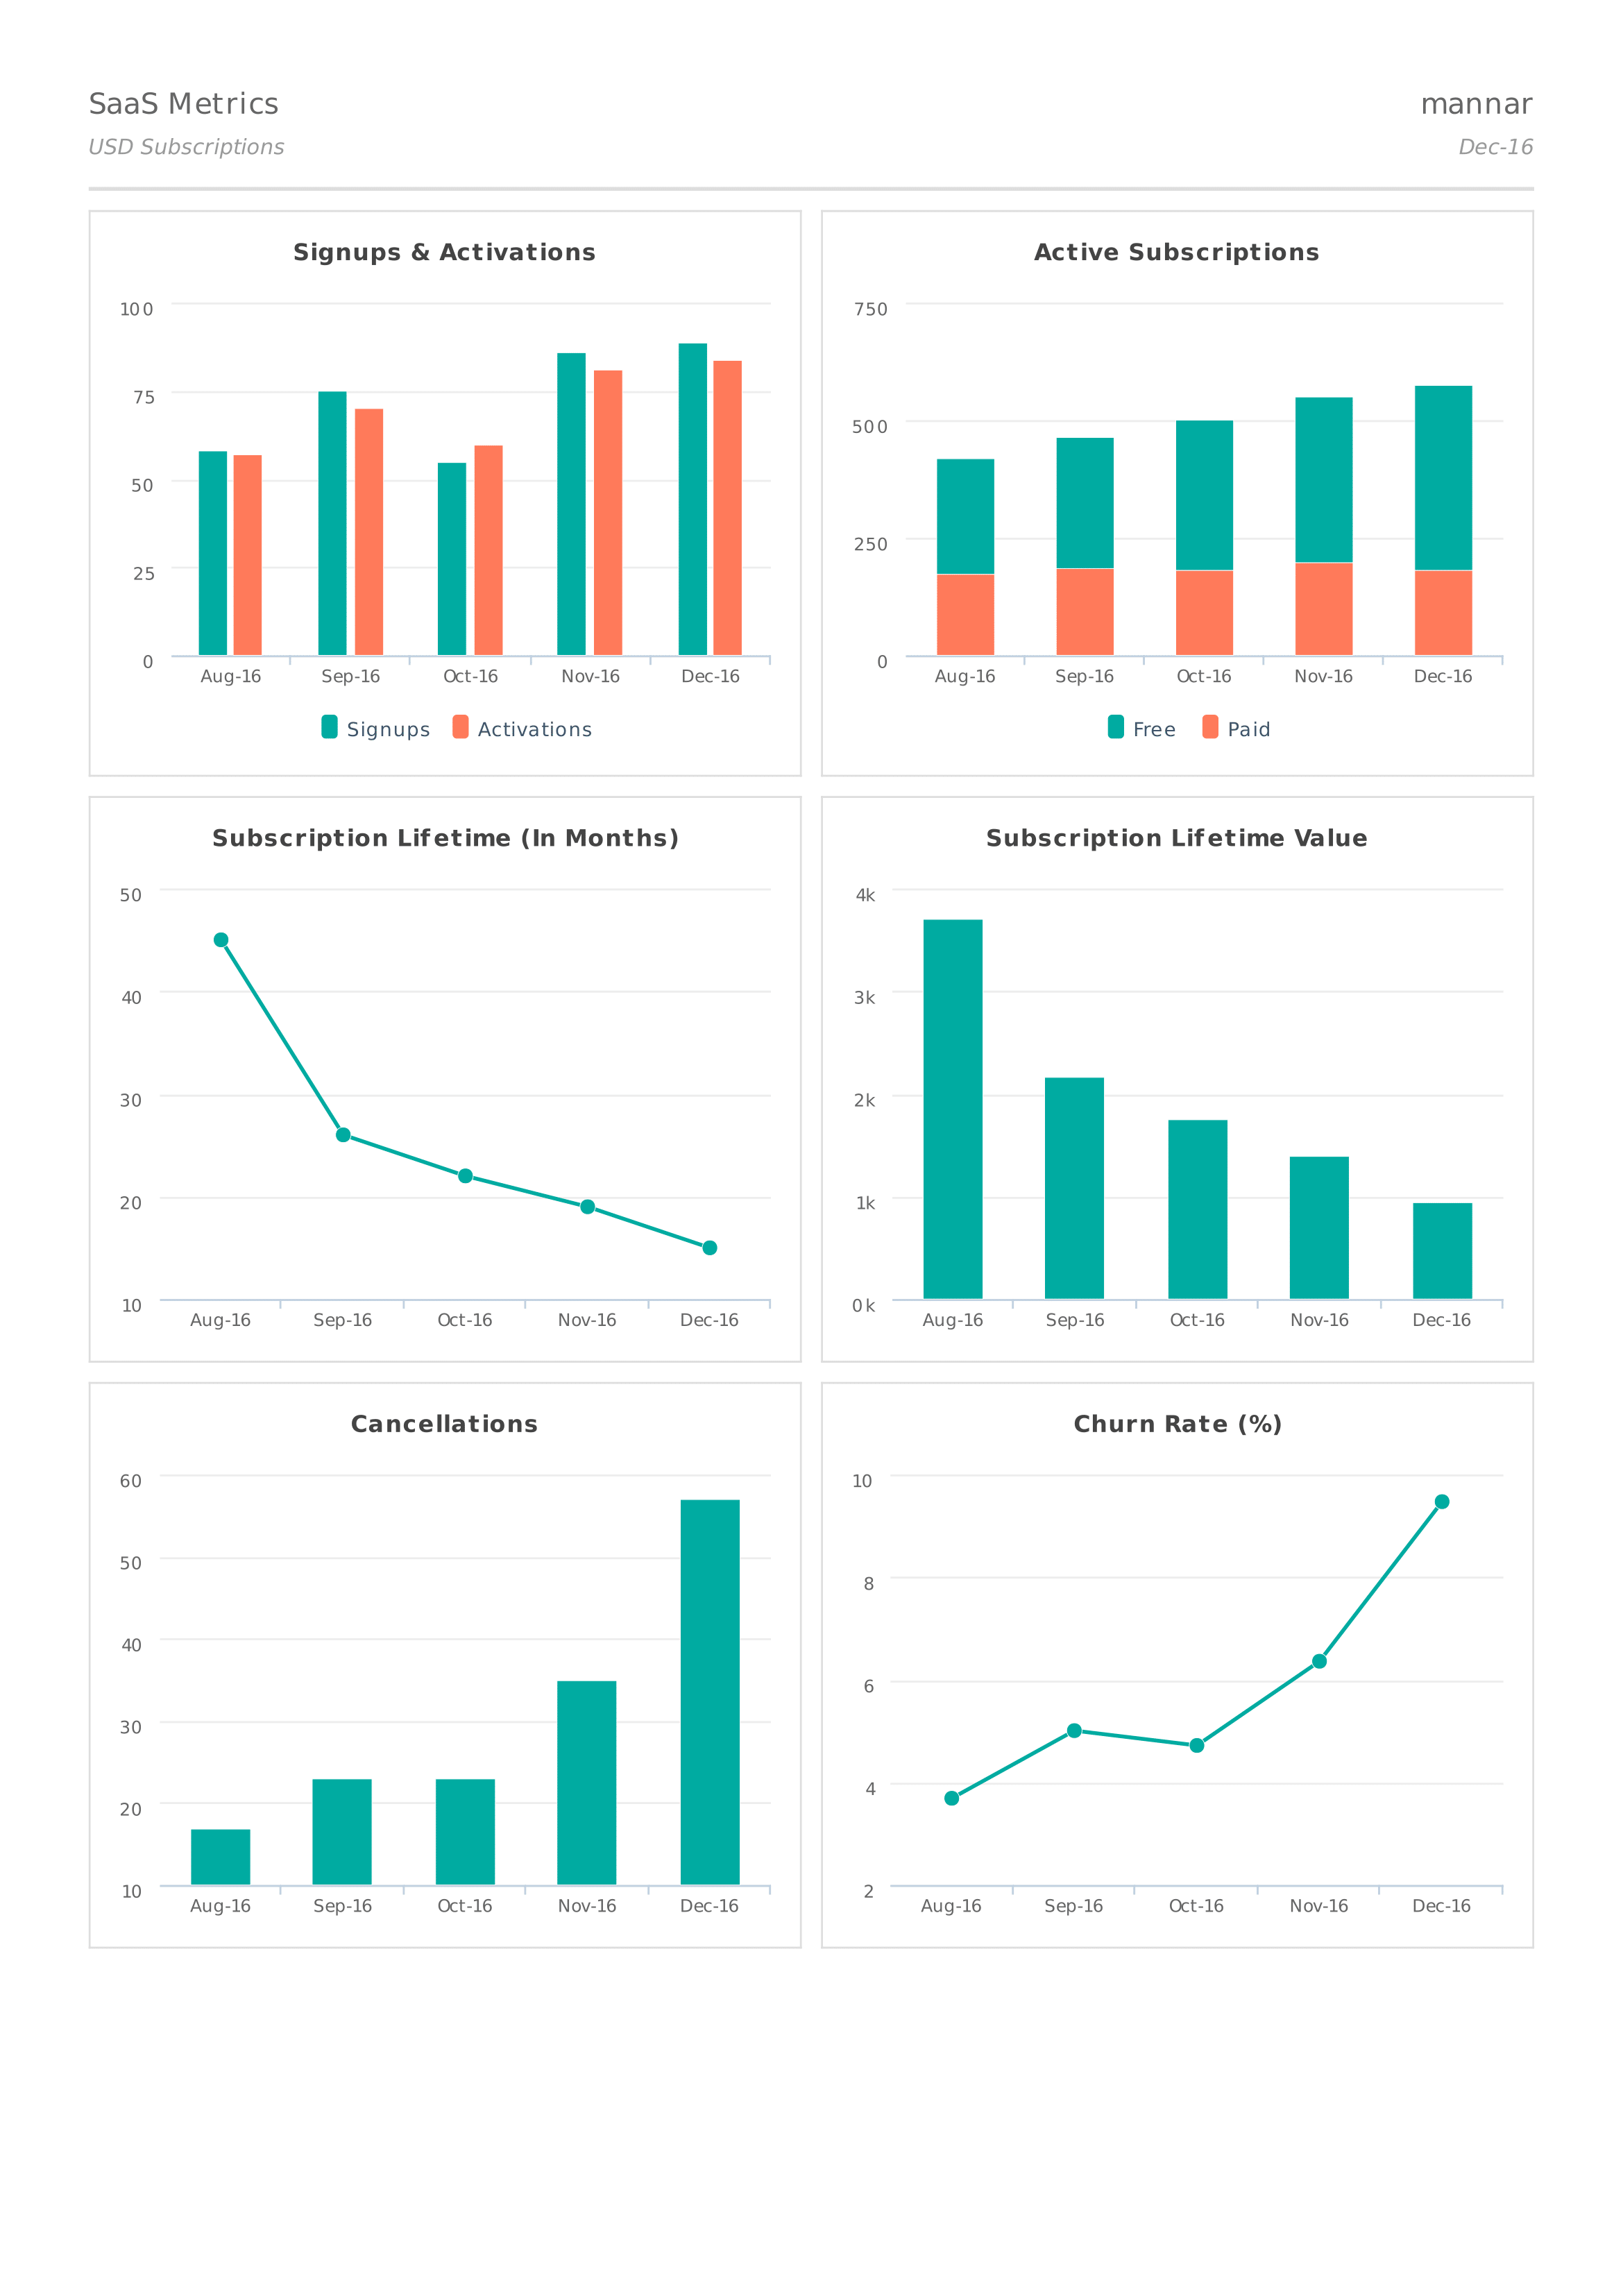 SaaS Metrics
mannar
USD Subscriptions
Dec-16
Signups & Activations
100
75
50
25
0
Aug-16 Sep-16 Oct-16 Nov-16 Dec-16
Signups Activations
Active Subscriptions
750
500
250
0
Aug-16 Sep-16 Oct-16 Nov-16 Dec-16
Free Paid
Subscription Lifetime (In Months)
50
40
30
20
10
Aug-16 Sep-16 Oct-16 Nov-16 Dec-16
Subscription Lifetime Value
4k
3k
2k
1k
0k
Aug-16 Sep-16 Oct-16 Nov-16 Dec-16
Cancellations
60
50
40
30
20
10
Aug-16 Sep-16 Oct-16 Nov-16 Dec-16
Churn Rate (%)
10
8
6
4
2
Aug-16 Sep-16 Oct-16 Nov-16 Dec-16